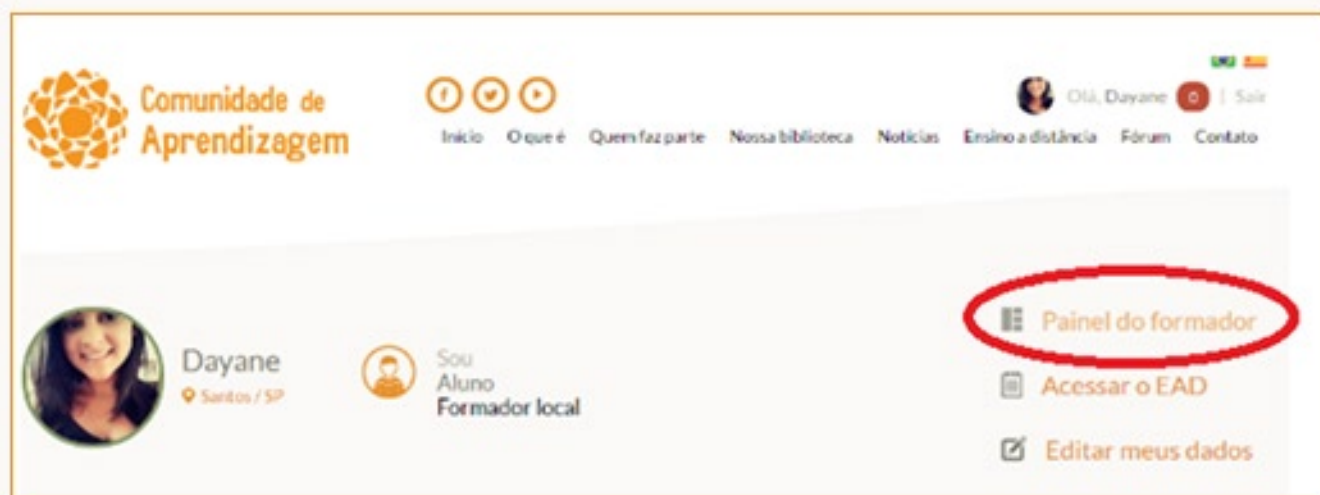 Comunidade de
Aprendizagem
Olá, Dayane 0 | Sair
Início O que é Quem faz parte Nossa biblioteca Notícias Ensino a distância Fórum Contato
Dayane
Santos / SP
Sou
Aluno
Formador local
Painel do formador
Acessar o EAD
Editar meus dados